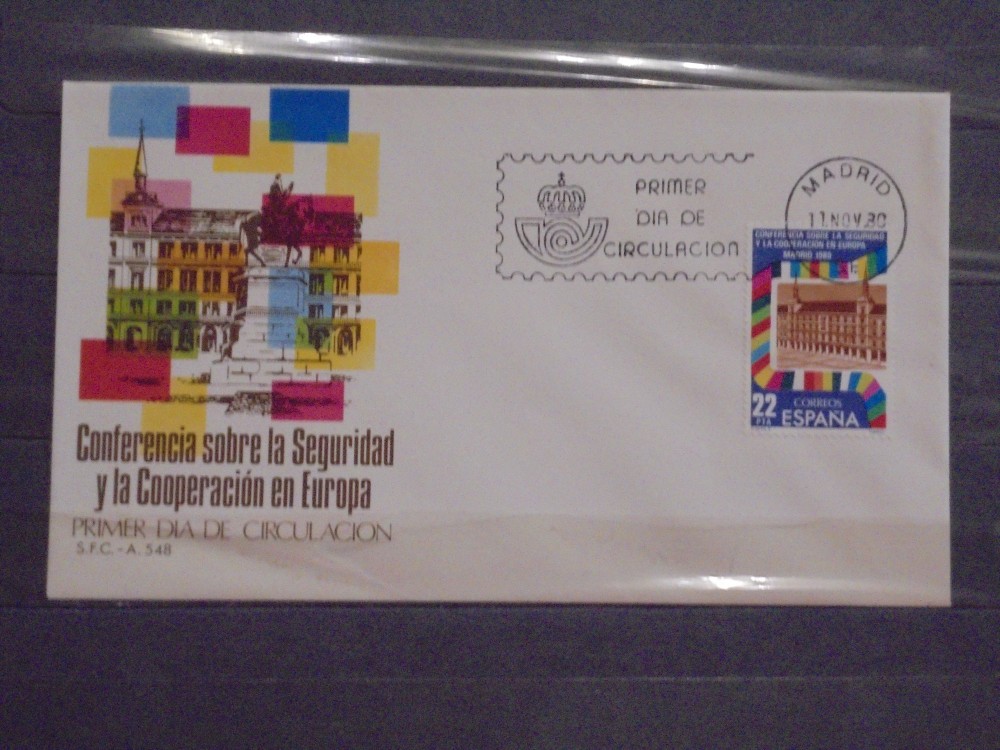 PRIMER
DIA DE
CIRCULACION
MADRID
11 NOV. 80
CONFERENCIA SOBRE LA SEGURIDAD
Y LA COOPERACION EN EUROPA
MADRID 1980
22
PTA
CORREOS
ESPAÑA
Conferencia sobre la Seguridad
y la Cooperación en Europa
PRIMER DIA DE CIRCULACION
S.F.C. - A. 548